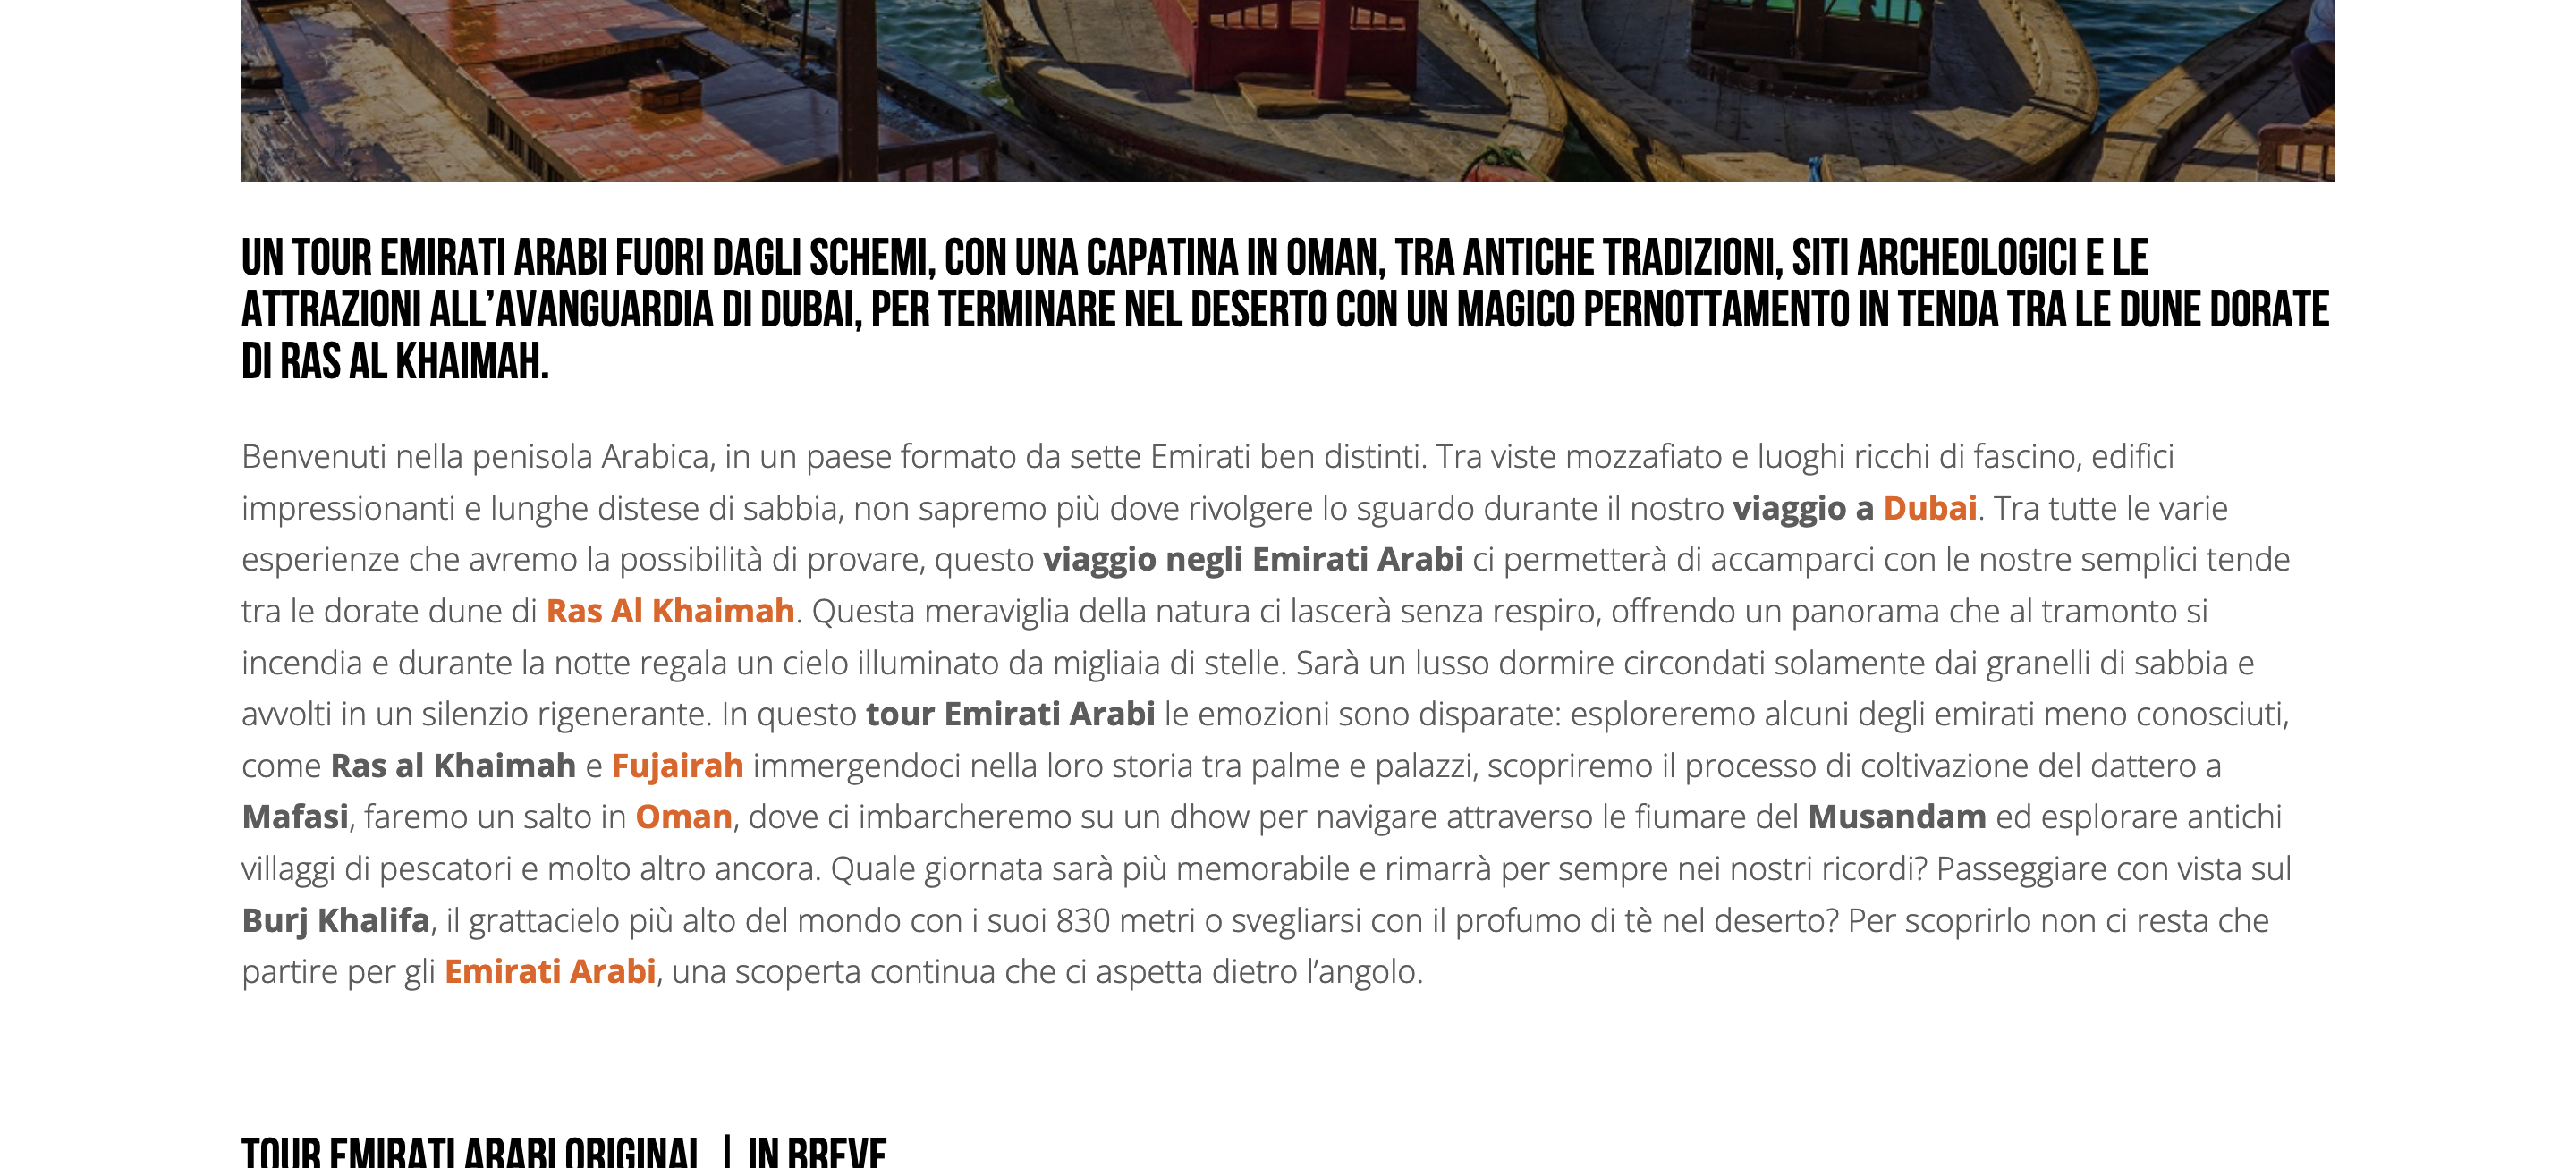 UN TOUR EMIRATI ARABI FUORI DAGLI SCHEMI, CON UNA CAPATINA IN OMAN, TRA ANTICHE TRADIZIONI, SITI ARCHEOLOGICI E LE
ATTRAZIONI ALL’AVANGUARDIA DI DUBAI, PER TERMINARE NEL DESERTO CON UN MAGICO PERNOTTAMENTO IN TENDA TRA LE DUNE DORATE
DI RAS AL KHAIMAH.
Benvenuti nella penisola Arabica, in un paese formato da sette Emirati ben distinti. Tra viste mozzafiato e luoghi ricchi di fascino, edifici
impressionanti e lunghe distese di sabbia, non sapremo più dove rivolgere lo sguardo durante il nostro viaggio a Dubai. Tra tutte le varie
esperienze che avremo la possibilità di provare, questo viaggio negli Emirati Arabi ci permetterà di accamparci con le nostre semplici tende
tra le dorate dune di Ras Al Khaimah. Questa meraviglia della natura ci lascerà senza respiro, offrendo un panorama che al tramonto si
incendia e durante la notte regala un cielo illuminato da migliaia di stelle. Sarà un lusso dormire circondati solamente dai granelli di sabbia e
avvolti in un silenzio rigenerante. In questo tour Emirati Arabi le emozioni sono disparate: esploreremo alcuni degli emirati meno conosciuti,
come Ras al Khaimah e Fujairah immergendoci nella loro storia tra palme e palazzi, scopriremo il processo di coltivazione del dattero a
Mafasi, faremo un salto in Oman, dove ci imbarcheremo su un dhow per navigare attraverso le fiumare del Musandam ed esplorare antichi
villaggi di pescatori e molto altro ancora. Quale giornata sarà più memorabile e rimarrà per sempre nei nostri ricordi? Passeggiare con vista sul
Burj Khalifa, il grattacielo più alto del mondo con i suoi 830 metri o svegliarsi con il profumo di tè nel deserto? Per scoprirlo non ci resta che
partire per gli Emirati Arabi, una scoperta continua che ci aspetta dietro l’angolo.
TOUR EMIRATI ARABI ORIGINAL | IN BREVE